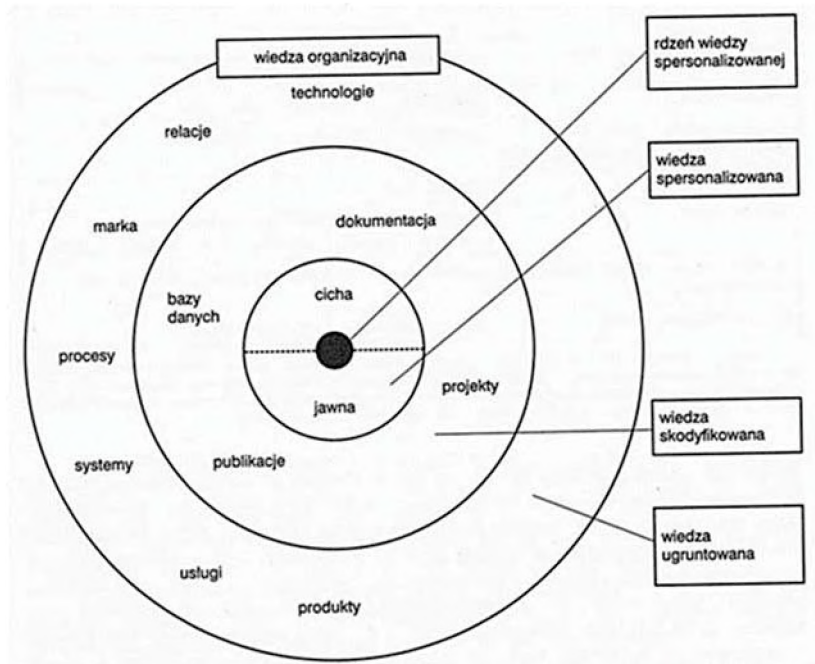 wiedza organizacyjna
technologie
relacje
marka
dokumentacja
bazy
danych
cicha
procesy
jawna
projekty
systemy
publikacje
usługi
produkty
rdzeń wiedzy
spersonalizowanej
wiedza
spersonalizowana
wiedza
skodyfikowana
wiedza
ugruntowana